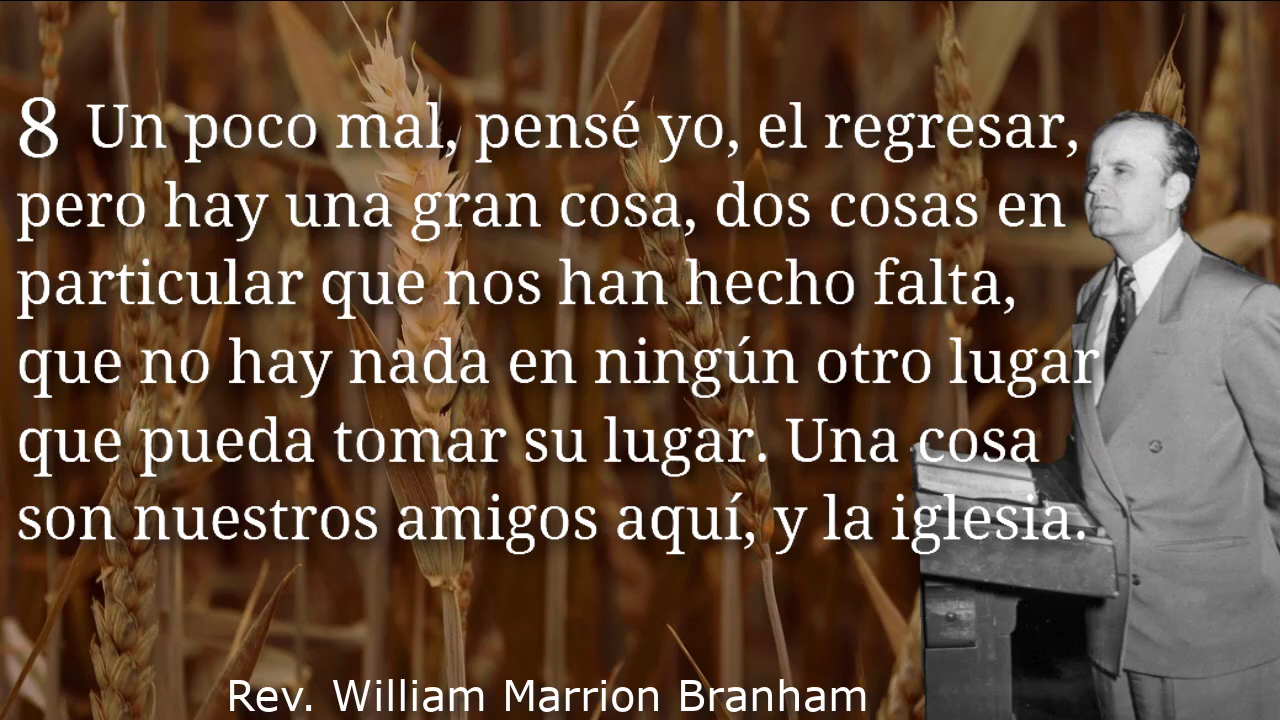 8 Un poco mal, pensé yo, el regresar,
pero hay una gran cosa, dos cosas en
particular que nos han hecho falta,
que no hay nada en ningún otro lugar
que pueda tomar su lugar. Una cosa
son nuestros amigos aquí, y la iglesia.
Rev. William Marrion Branham